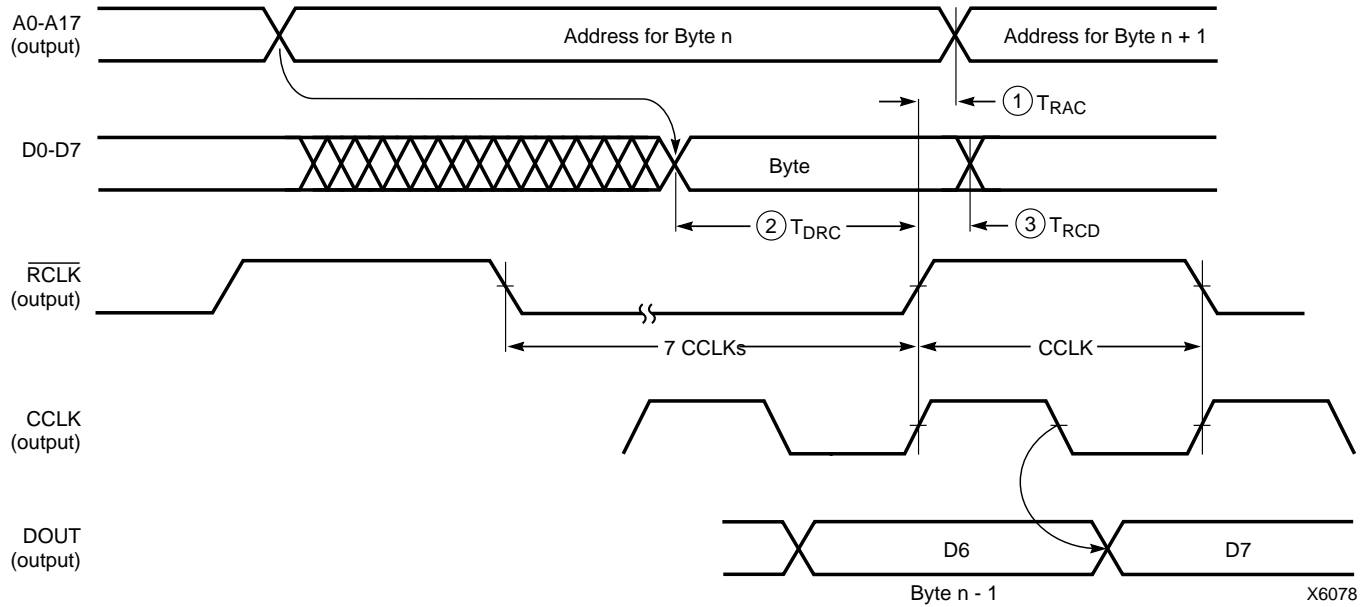 A0-A17
(output)
Address for Byte n
Address for Byte n + 1
1 TRAC
D0-D7
Byte
2 TDRC
3 TRCD
RCLK
(output)
7 CCLKs
CCLK
CCLK
(output)
DOUT
(output)
D6
D7
Byte n - 1
X6078